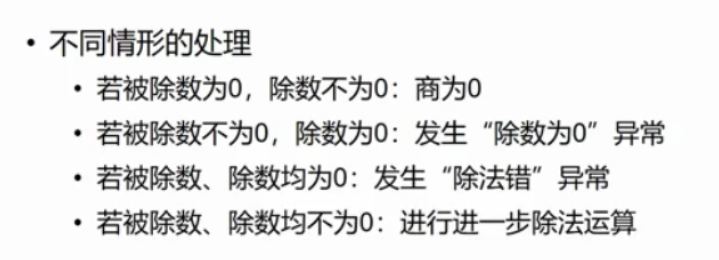 • 不同情形的处理
• 若被除数为0，除数不为0：商为0
• 若被除数不为0，除数为0：发生“除数为0”异常
• 若被除数、除数均为0：发生“除法错”异常
• 若被除数、除数均不为0：进行进一步除法运算